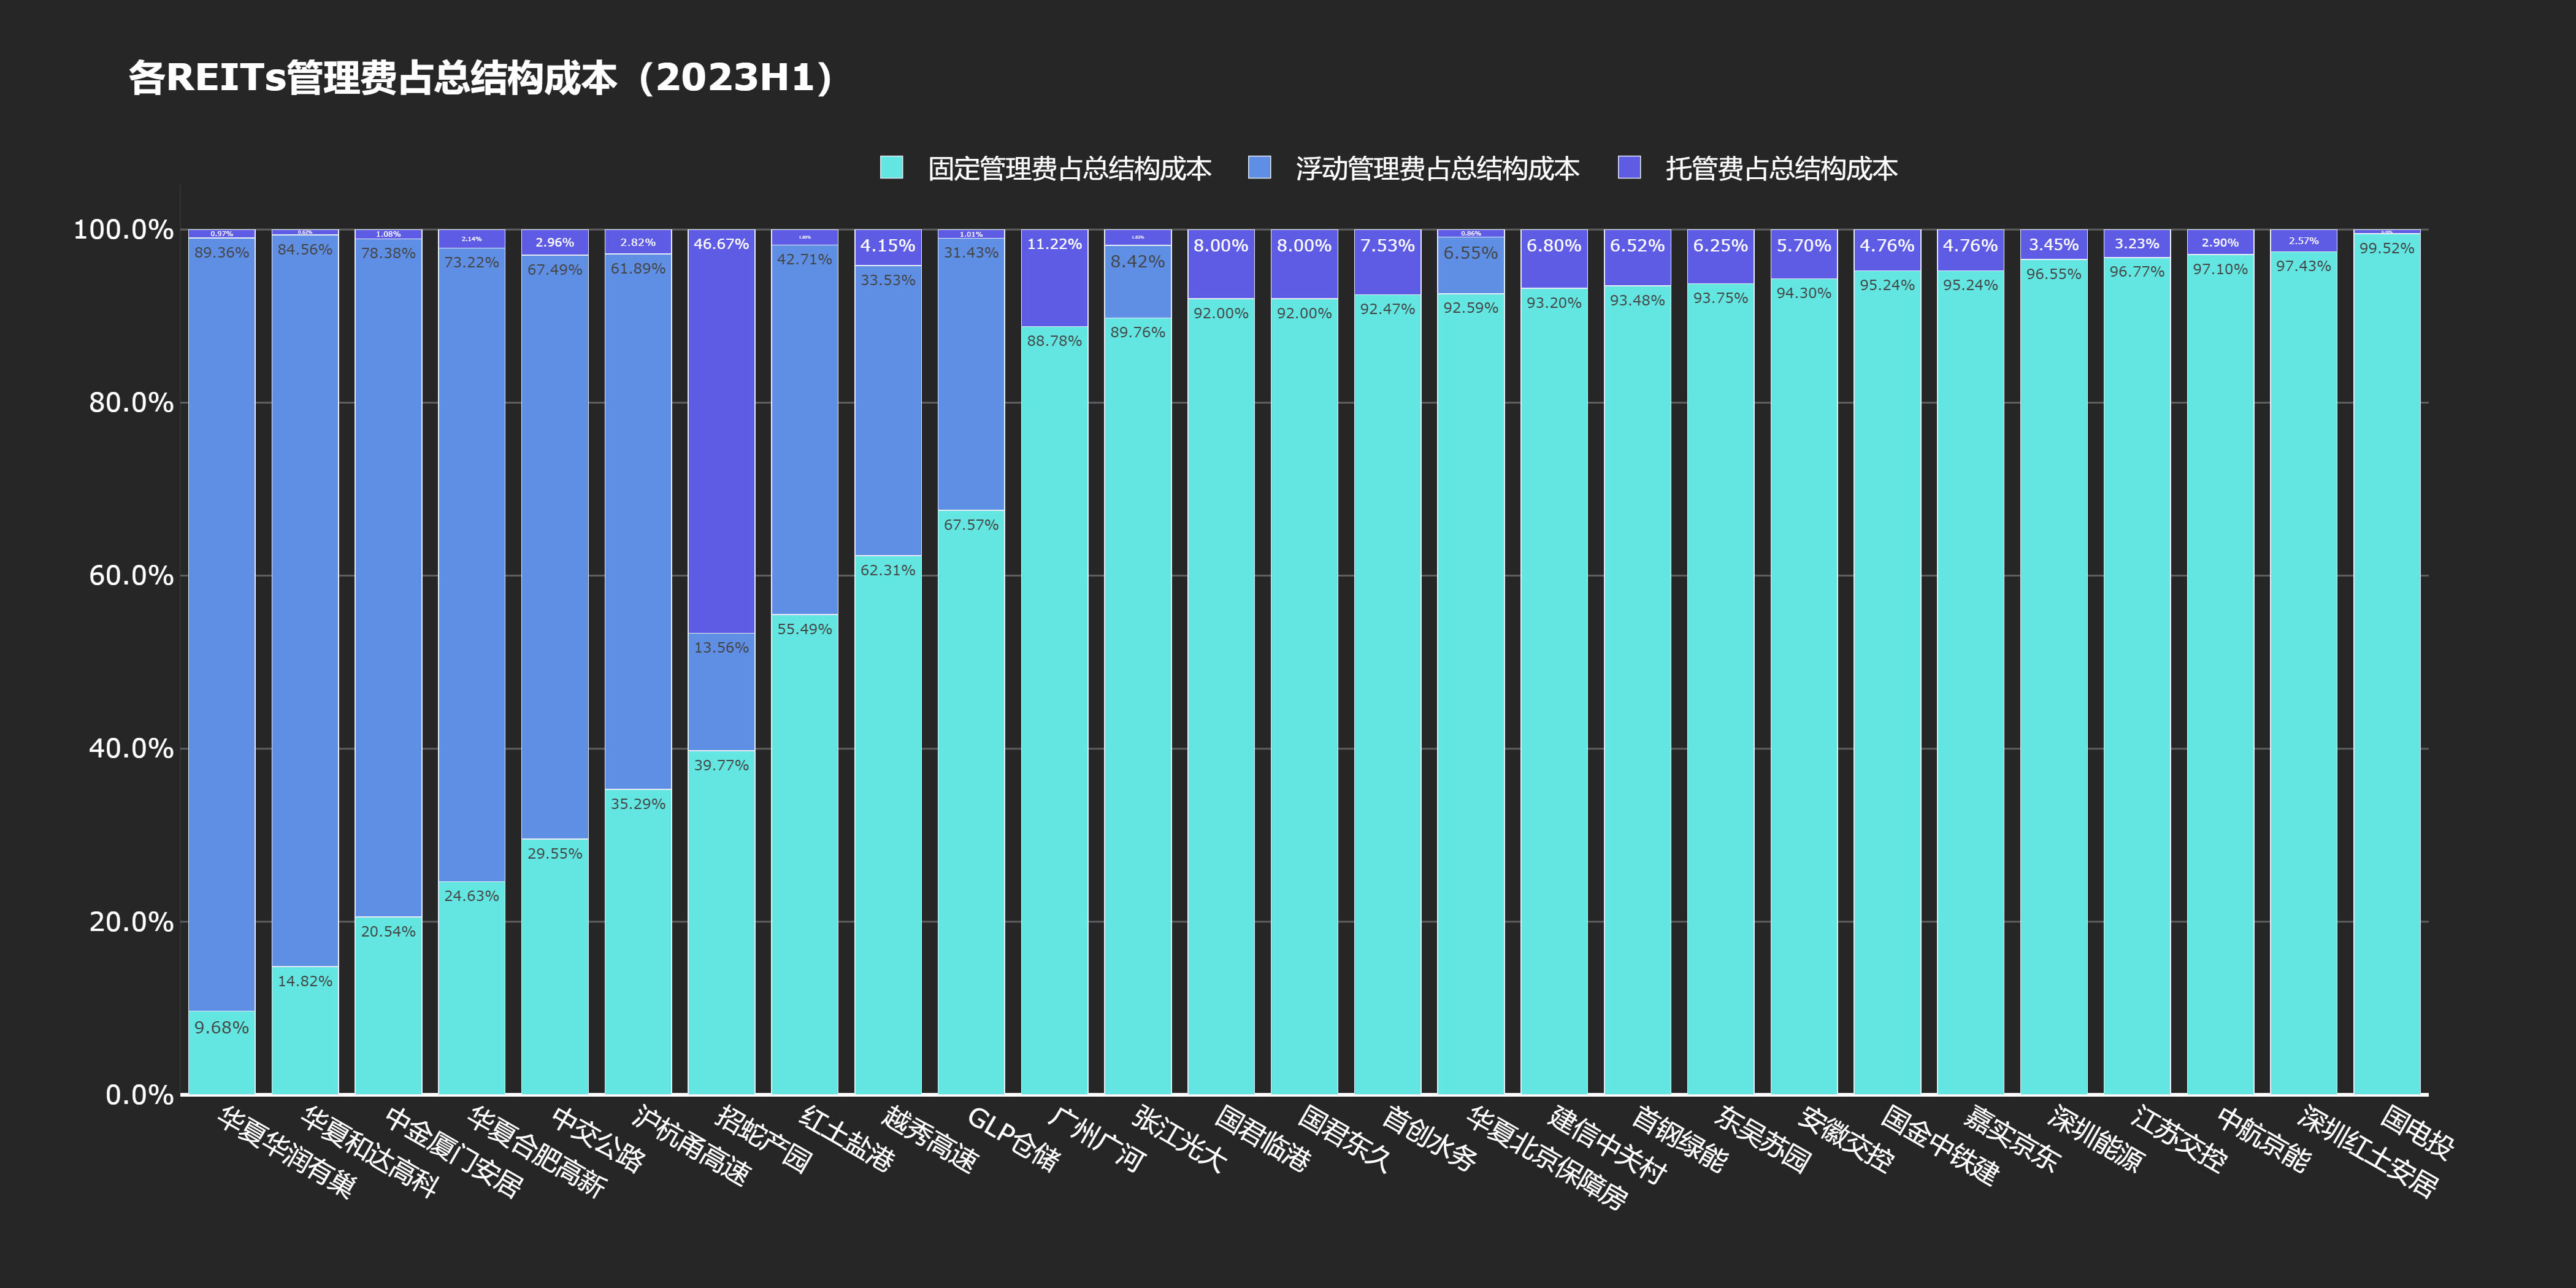 各REITs管理费占总结构成本（2023H1）
固定管理费占总结构成本 浮动管理费占总结构成本 托管费占总结构成本
100.0%
80.0%
60.0%
40.0%
20.0%
0.0%
0.97% 1.08% 2.14% 2.96% 2.82% 46.67% 4.15% 1.01% 11.22% 8.00% 8.00% 7.53% 0.86% 6.80% 6.52% 6.25% 5.70% 4.76% 4.76% 3.45% 3.23% 2.90% 2.57%
89.36% 84.56% 78.38% 73.22% 67.49% 61.89% 13.56% 42.71% 33.53% 31.43% 8.42% 6.55%
9.68% 14.82% 20.54% 24.63% 29.55% 35.29% 39.77% 55.49% 62.31% 67.57% 88.78% 89.76% 92.00% 92.00% 92.47% 92.59% 93.20% 93.48% 93.75% 94.30% 95.24% 95.24% 96.55% 96.77% 97.10% 97.43% 99.52%
华夏华润有巢
华夏和达高科
中金厦门安居
华夏合肥高新
中交公路
沪杭甬高速
招蛇产园
红土盐港
越秀高速
GLP仓储
广州广河
张江光大
国君临港
国君东久
首创水务
华夏北京保障房
建信中关村
首钢绿能
东吴苏园
安徽交控
国金中铁建
嘉实京东
深圳能源
江苏交控
中航京能
深圳红土安居
国电投